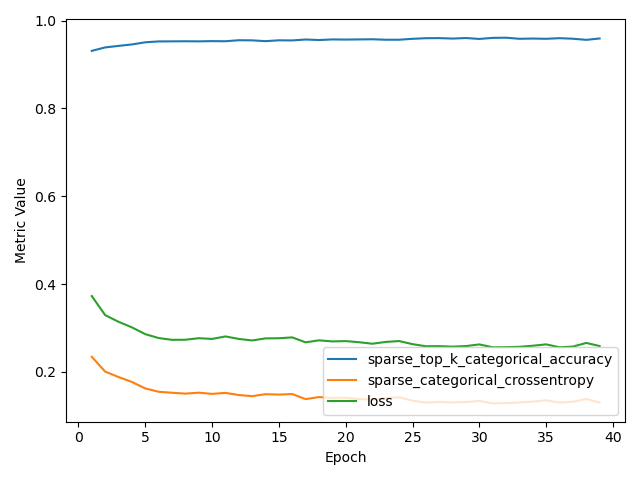 1.0
0.8
0.6
0.4
0.2
Metric Value
sparse_top_k_categorical_accuracy
sparse_categorical_crossentropy
loss
0 5 10 15 20 25 30 35 40
Epoch